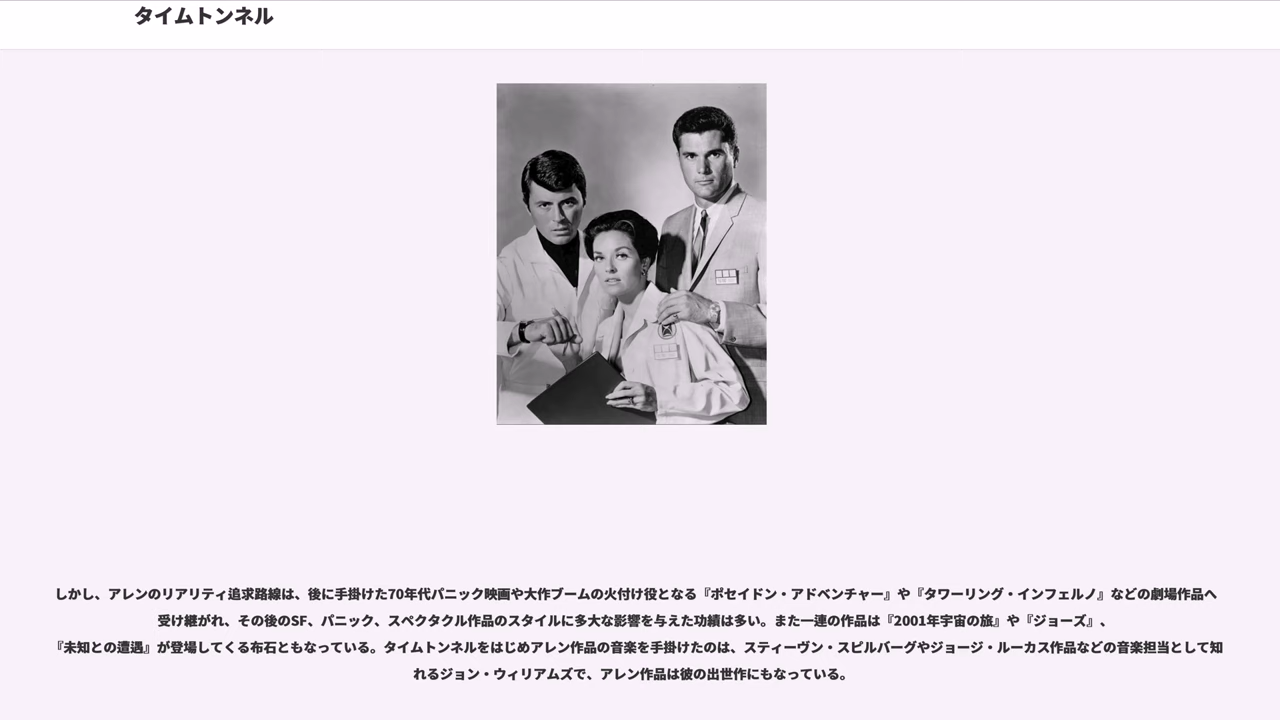 タイムトンネル
しかし、アレンのリアリティ追求路線は、後に手掛けた70年代パニック映画や大作ブームの火付け役となる『ポセイドン・アドベンチャー』や『タワーリング・インフェルノ』などの劇場作品へ
受け継がれ、その後のSF、パニック、スペクタクル作品のスタイルに多大な影響を与えた功績は多い。また一連の作品は『2001年宇宙の旅』や『ジョーズ』、
『未知との遭遇』が登場してくる布石ともなっている。タイムトンネルをはじめアレン作品の音楽を手掛けたのは、スティーヴン・スピルバーグやジョージ・ルーカス作品などの音楽担当として知
れるジョン・ウィリアムズで、アレン作品は彼の出世作にもなっている。